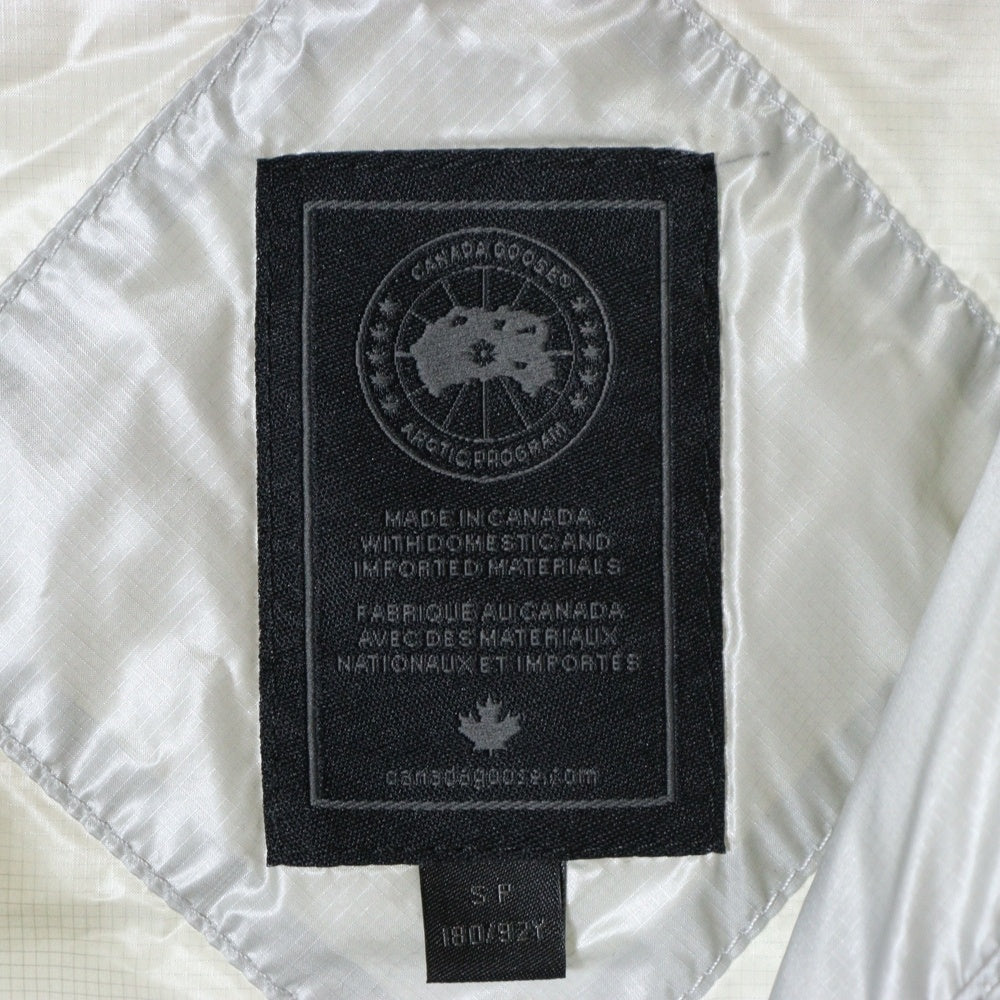 CANADA GOOSE®
ARCTIC PROGRAM
MADE IN CANADA
WITH DOMESTIC AND
IMPORTED MATERIALS
FABRIQUÉ AU CANADA
AVEC DES MATERIAUX
NATIONAUX ET IMPORTÉS
canadagoose.com
S P
180/92Y